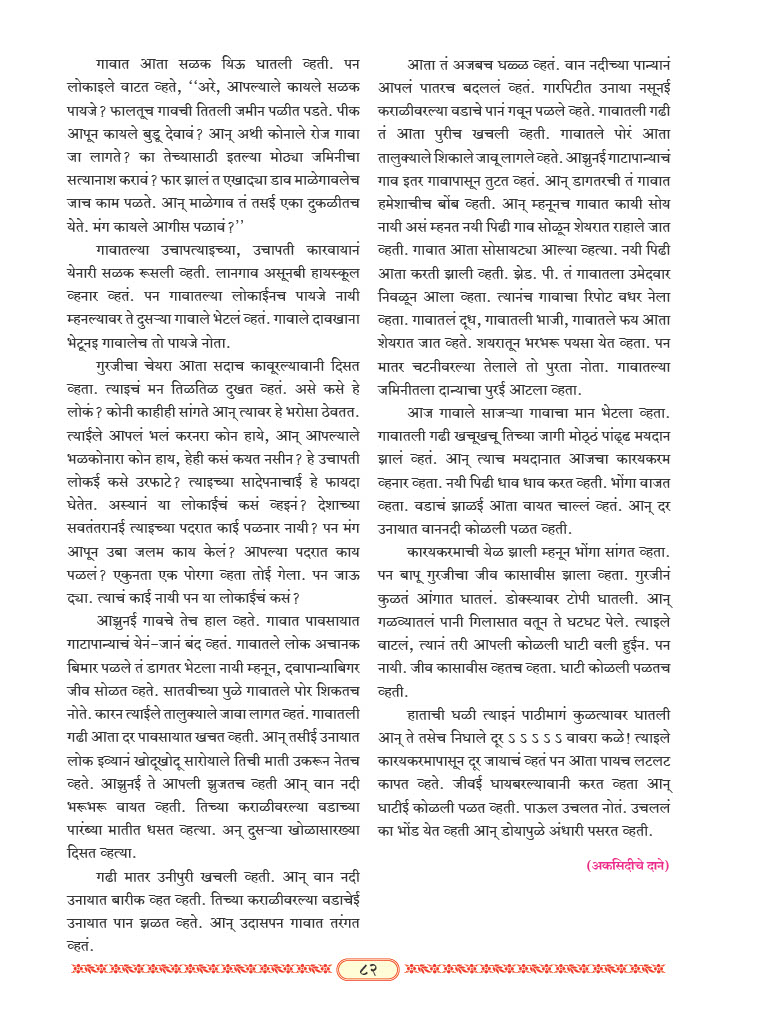 गावात आता सळक यिऊ घातली व्हती. पन
लोकाइले वाटत व्हते, ‘‘अरे, आपल्याले कायले सळक
पायजे? फालतूच गावची तितली जमीन पळीत पडते. पीक
आपून कायले बुडू देवावं? आन् अथी कोनाले रोज गावा
जा लागते? का तेच्यासाठी इतल्या मोठ्या जमिनीचा
सत्यानाश करावं? फार झालं त एखाद्या डाव माळेगावलेच
जाच काम पळते. आन् माळेगाव तं तसई एका दुकळीतच
येते. मंग कायले आगीस पळावं?’’
गावातल्या उचापत्याइच्या, उचापती कारवायानं
येनारी सळक रूसली व्हती. लानगाव असूनबी हायस्कूल
व्हनार व्हतं. पन गावातल्या लोकाईनच पायजे नायी
म्हनल्यावर ते दुसऱ्या गावाले भेटलं व्हतं. गावाले दावखाना
भेटूनइ गावालेच तो पायजे नोता.
गुरजीचा चेयरा आता सदाच कावूरल्यावानी दिसत
व्हता. त्याइचं मन तिळतिळ दुखत व्हतं. असे कसे हे
लोकं? कोनी काहीही सांगते आन् त्यावर हे भरोसा ठेवतत.
त्याईले आपलं भलं करनरा कोन हाये, आन् आपल्याले
भळकोनारा कोन हाय, हेही कसं कयत नसीन? हे उचापती
लोकई कसे उरफाटे? त्याइच्या सादेपनाचाई हे फायदा
घेतेत. अस्यानं या लोकाईचं कसं व्हइनं? देशाच्या
सवतंतरानई त्याइच्या पदरात काई पळनार नायी? पन मंग
आपून उबा जलम काय केलं? आपल्या पदरात काय
पळलं? एकुनता एक पोरगा व्हता तोई गेला. पन जाऊ
द्या. त्याचं काई नायी पन या लोकाईचं कसं?
आझुनई गावचे तेच हाल व्हते. गावात पावसायात
गाटापान्याचं येनं-जानं बंद व्हतं. गावातले लोक अचानक
बिमार पळले तं डागतर भेटला नायी म्हनून, दवापान्याबिगर
जीव सोळत व्हते. सातवीच्या पुळे गावातले पोर शिकतच
नोते. कारन त्याईले तालुक्याले जावा लागत व्हतं. गावातली
गढी आता दर पावसायात खचत व्हती. आन् तसीई उनायात
लोक इव्यानं खोदूखोदू सारोयाले तिची माती उकरून नेतच
व्हते. आझुनई ते आपली झुजतच व्हती आन् वान नदी
भरूभरू वायत व्हती. तिच्या कराळीवरल्या वडाच्या
पारंब्या मातीत धसत व्हत्या. अन् दुसऱ्या खोळासारख्या
दिसत व्हत्या.
गढी मातर उनीपुरी खचली व्हती. आन् वान नदी
उनायात बारीक व्हत व्हती. तिच्या कराळीवरल्या वडाचेई
उनायात पान झळत व्हते. आन् उदासपन गावात तरंगत
व्हतं.
आता तं अजबच घळ्ळ व्हतं. वान नदीच्या पान्यानं
आपलं पातरच बदललं व्हतं. गारपिटीत उनाया नसूनई
कराळीवरल्या वडाचे पानं गवून पळले व्हते. गावातली गढी
तं आता पुरीच खचली व्हती. गावातले पोरं आता
तालुक्याले शिकाले जावू लागले व्हते. आझुनई गाटापान्याचं
गाव इतर गावापासून तुटत व्हतं. आन् डागतरची तं गावात
हमेशाचीच बोंब व्हती. आन् म्हनूनच गावात कायी सोय
नायी असं म्हनत नयी पिढी गाव सोळून शेयरात राहाले जात
व्हती. गावात आता सोसायट्या आल्या व्हत्या. नयी पिढी
आता करती झाली व्हती. झेड. पी. तं गावातला उमेदवार
निवळून आला व्हता. त्यानंच गावाचा रिपोट वधर नेला
व्हता. गावातलं दूध, गावातली भाजी, गावातले फय आता
शेयरात जात व्हते. शयरातून भरभरू पयसा येत व्हता. पन
मातर चटनीवरल्या तेलाले तो पुरता नोता. गावातल्या
जमिनीतला दान्याचा पुरई आटला व्हता.
आज गावाले साजऱ्या गावाचा मान भेटला व्हता.
गावातली गढी खचूखचू तिच्या जागी मोठ्ठं पांढ्ढ मयदान
झालं व्हतं. आन् त्याच मयदानात आजचा कारयकरम
व्हनार व्हता. नयी पिढी धाव धाव करत व्हती. भोंगा वाजत
व्हता. वडाचं झाळई आता वायत चाल्लं व्हतं. आन् दर
उनायात वाननदी कोळली पळत व्हती.
कारयकरमाची येळ झाली म्हनून भोंगा सांगत व्हता.
पन बापू गुरजीचा जीव कासावीस झाला व्हता. गुरजीनं
कुळतं आंगात घातलं. डोक्स्यावर टोपी घातली. आन्
गळव्यातलं पानी गिलासात वतून ते घटघट पेले. त्याइले
वाटलं, त्यानं तरी आपली कोळली घाटी वली हुईन. पन
नायी. जीव कासावीस व्हतच व्हता. घाटी कोळली पळतच
व्हती.
हाताची घळी त्याइनं पाठीमागं कुळत्यावर घातली
आन् ते तसेच निघाले दूर ऽ ऽ ऽ ऽ ऽ वावरा कळे! त्याइले
कारयकरमापासून दूर जायाचं व्हतं पन आता पायच लटलट
कापत व्हते. जीवई घायबरल्यावानी करत व्हता आन्
घाटीई कोळली पळत व्हती. पाऊल उचलत नोतं. उचललं
का भोंड येत व्हती आन् डोयापुळे अंधारी पसरत व्हती.
(अकसिदीचे दाने)
८२